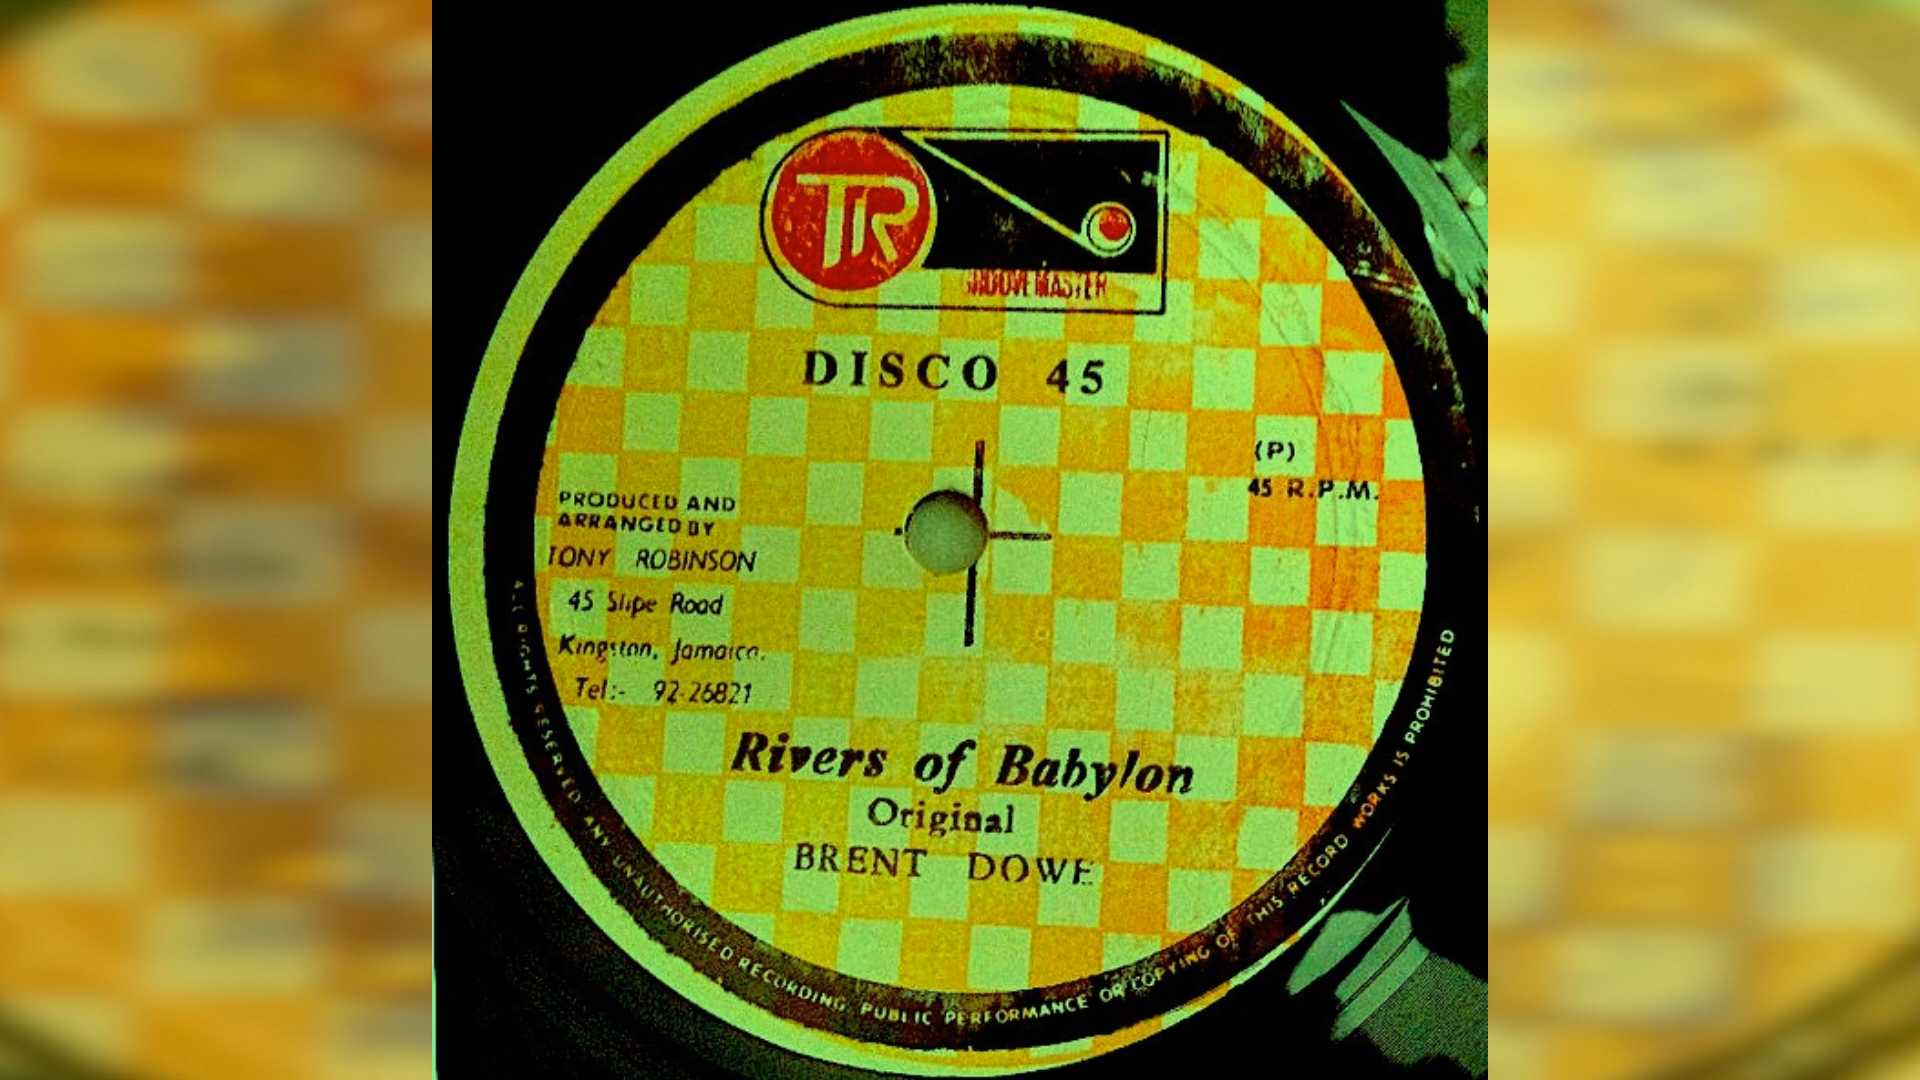 TR
GROOVEMASTER
DISCO 45
(P)
45 R.P.M.
PRODUCED AND
ARRANGED BY
TONY ROBINSON
45 Slipe Road
Kingston, Jamaica.
Tel:- 92-26821
Rivers of Babylon
Original
BRENT DOWE
ALL RIGHTS RESERVED ANY UNAUTHORISED RECORDING PUBLIC PERFORMANCE OR COPYING OF THIS RECORD WORKS IS PROHIBITED